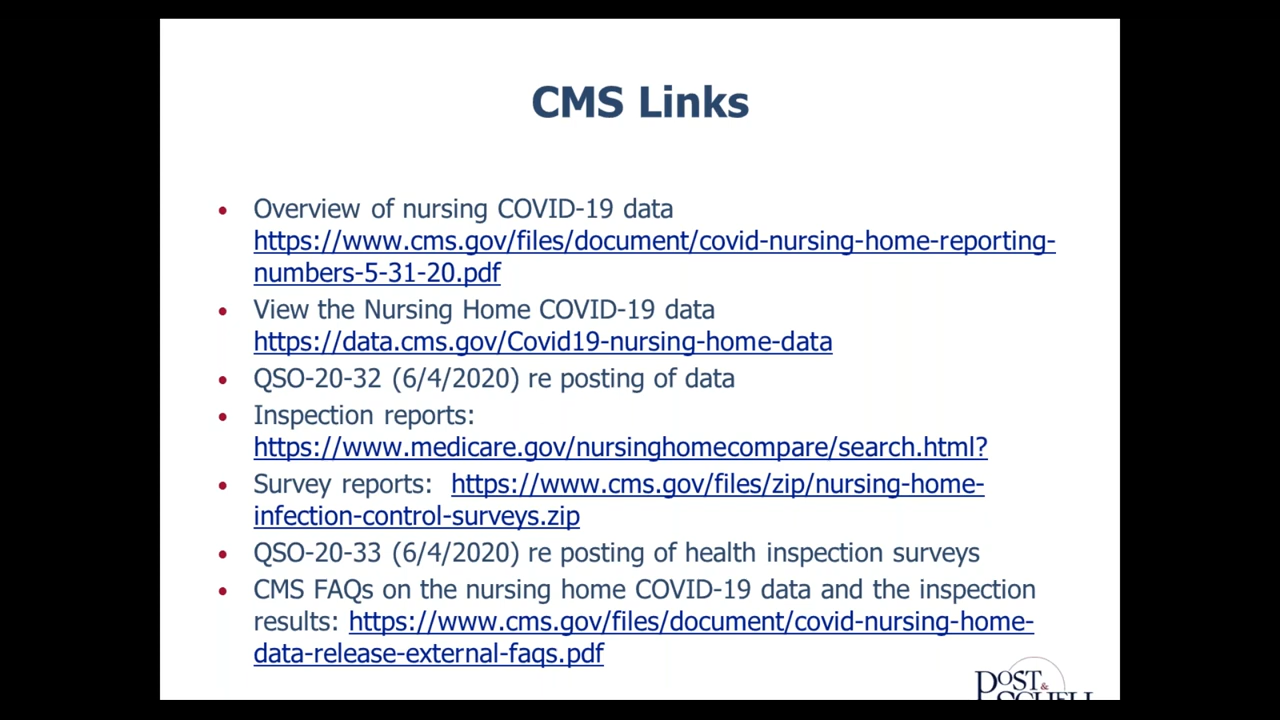 CMS Links
• Overview of nursing COVID-19 data
https://www.cms.gov/files/document/covid-nursing-home-reporting-
numbers-5-31-20.pdf
• View the Nursing Home COVID-19 data
https://data.cms.gov/Covid19-nursing-home-data
• QSO-20-32 (6/4/2020) re posting of data
• Inspection reports:
https://www.medicare.gov/nursinghomecompare/search.html?
• Survey reports: https://www.cms.gov/files/zip/nursing-home-
infection-control-surveys.zip
• QSO-20-33 (6/4/2020) re posting of health inspection surveys
• CMS FAQs on the nursing home COVID-19 data and the inspection
results: https://www.cms.gov/files/document/covid-nursing-home-
data-release-external-faqs.pdf
POST &
SCHELL